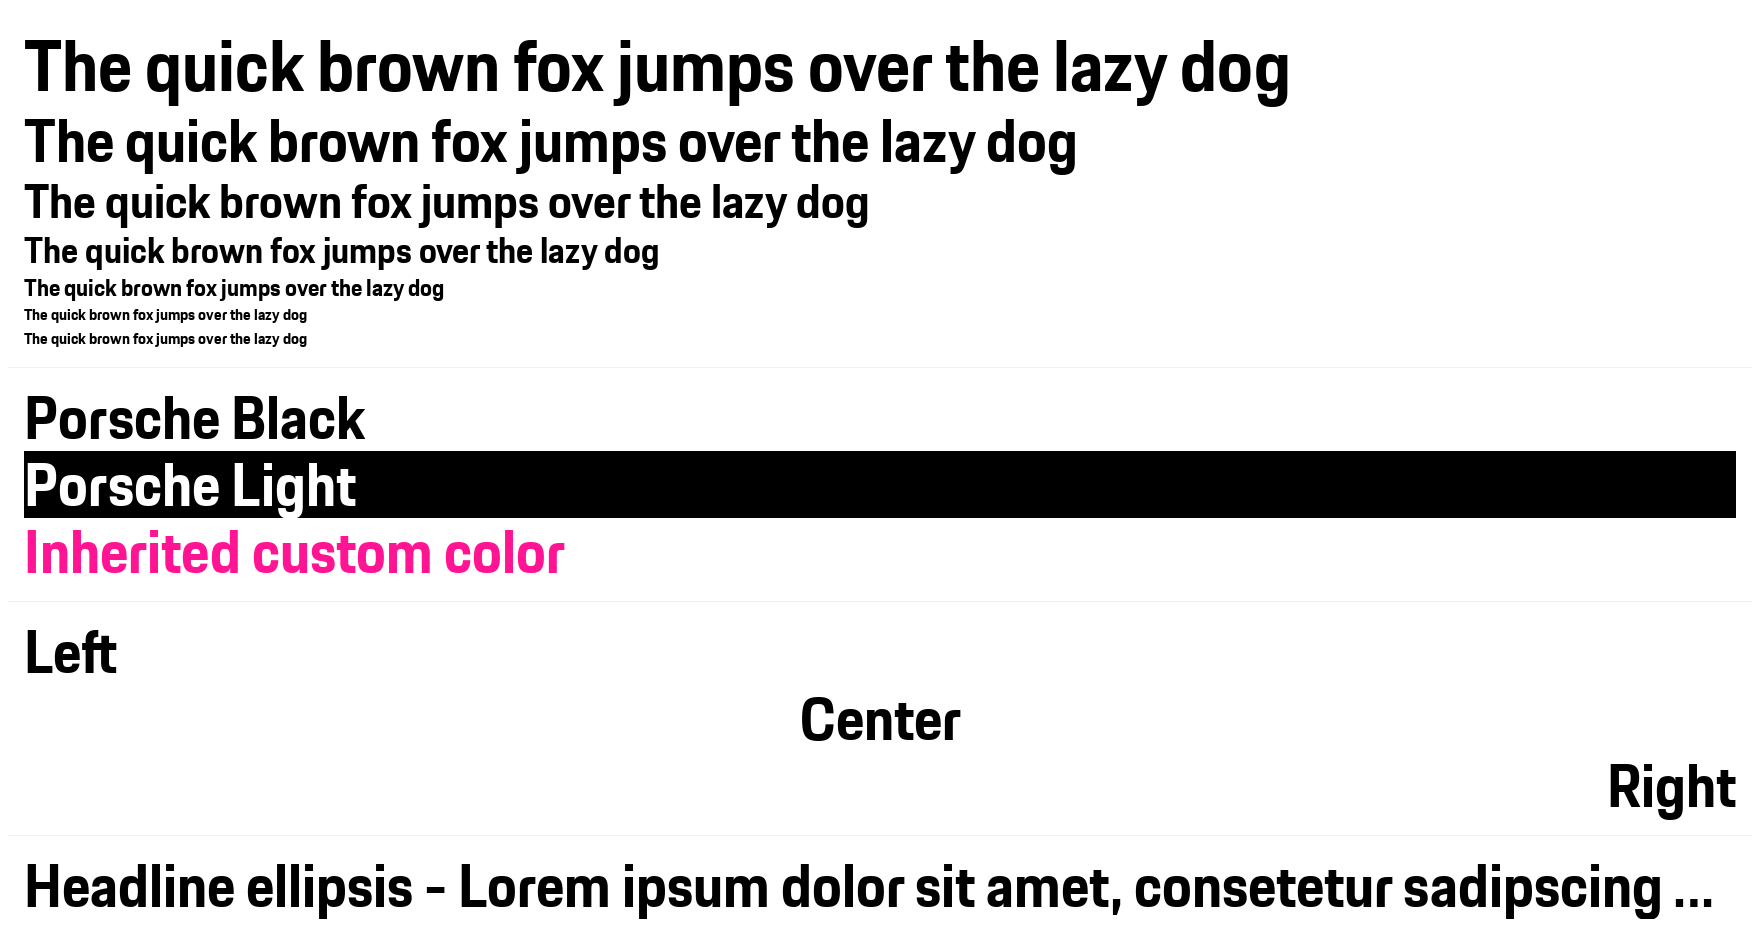 The quick brown fox jumps over the lazy dog
The quick brown fox jumps over the lazy dog
The quick brown fox jumps over the lazy dog
The quick brown fox jumps over the lazy dog
The quick brown fox jumps over the lazy dog
The quick brown fox jumps over the lazy dog
The quick brown fox jumps over the lazy dog
Porsche Black
Porsche Light
Inherited custom color
Left
Center
Right
Headline ellipsis – Lorem ipsum dolor sit amet, consetetur sadipscing ...